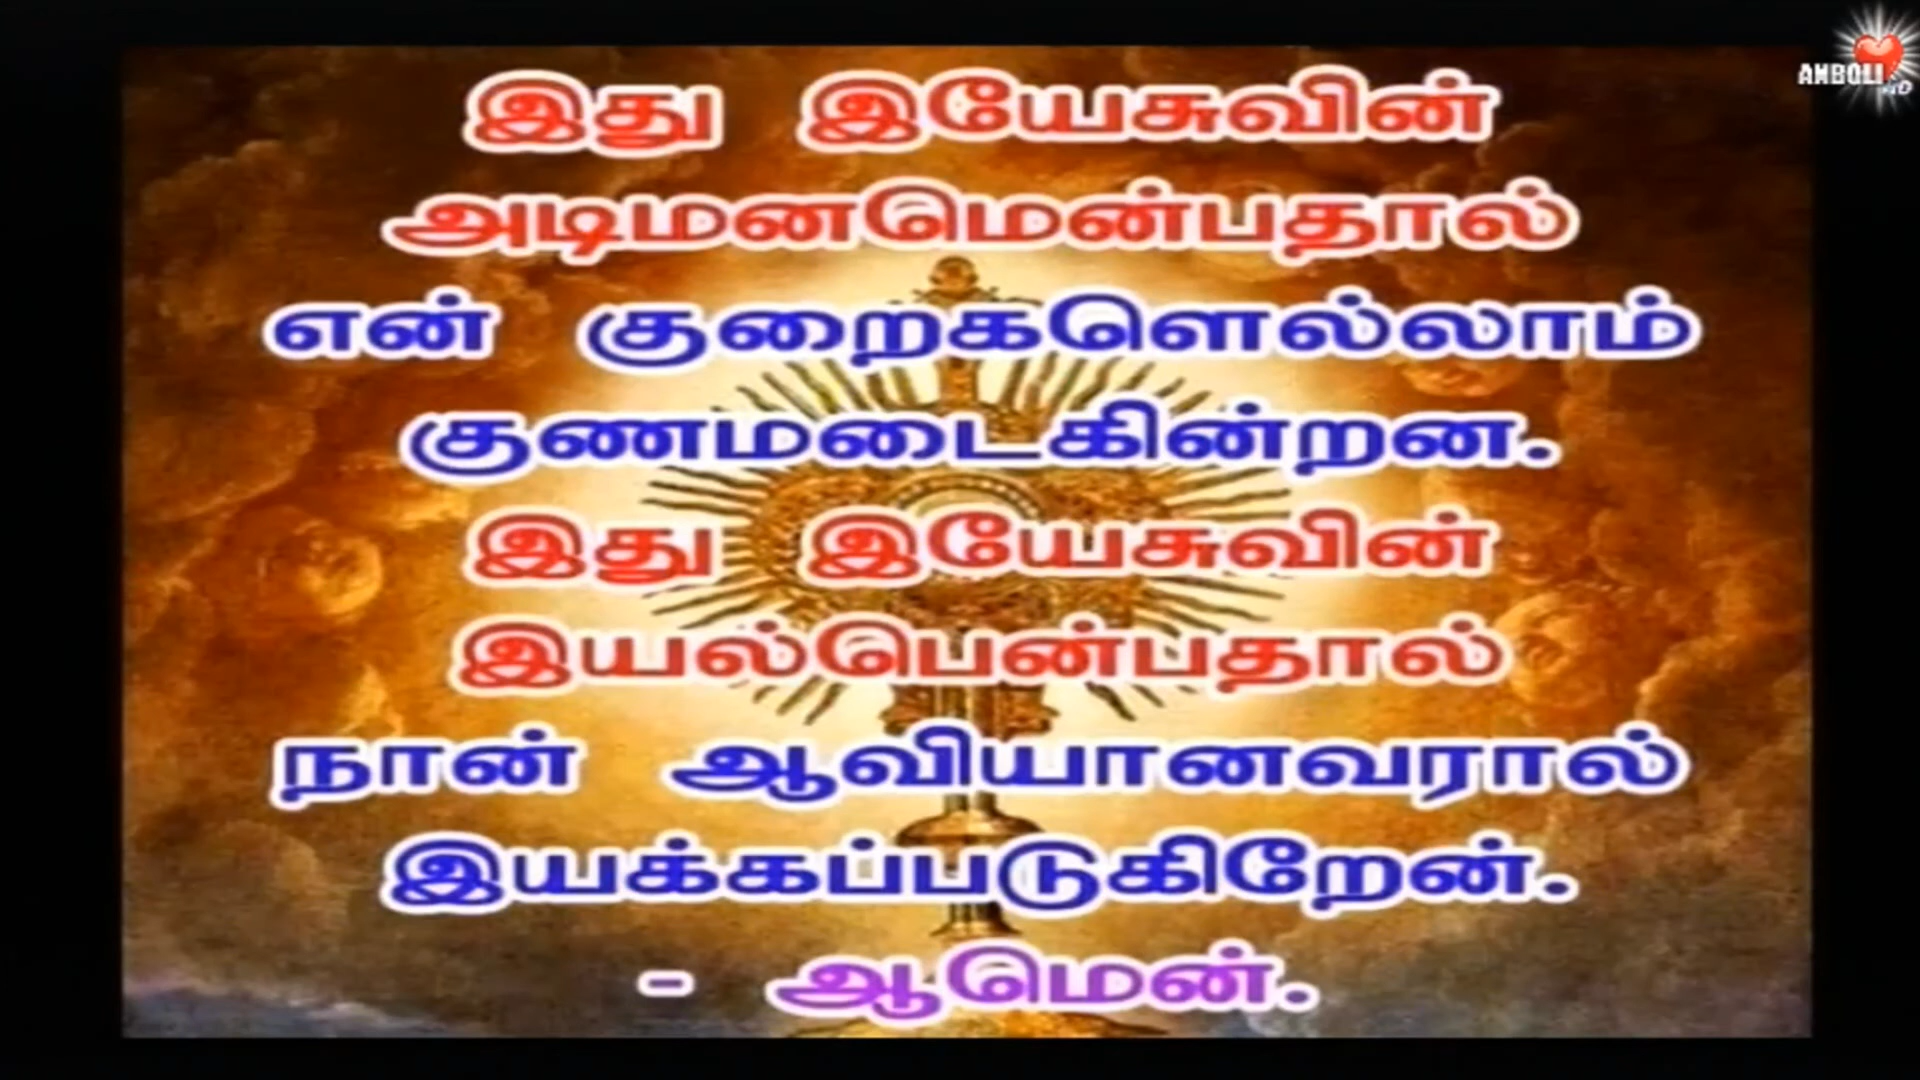 இது இயேசுவின்
அடிமனமென்பதால்
என் குறைகளெல்லாம்
குணமடைகின்றன.
இது இயேசுவின்
இயல்பென்பதால்
நான் ஆவியானவரால்
இயக்கப்படுகிறேன்.
- ஆமென்.
ANBOLI
HD